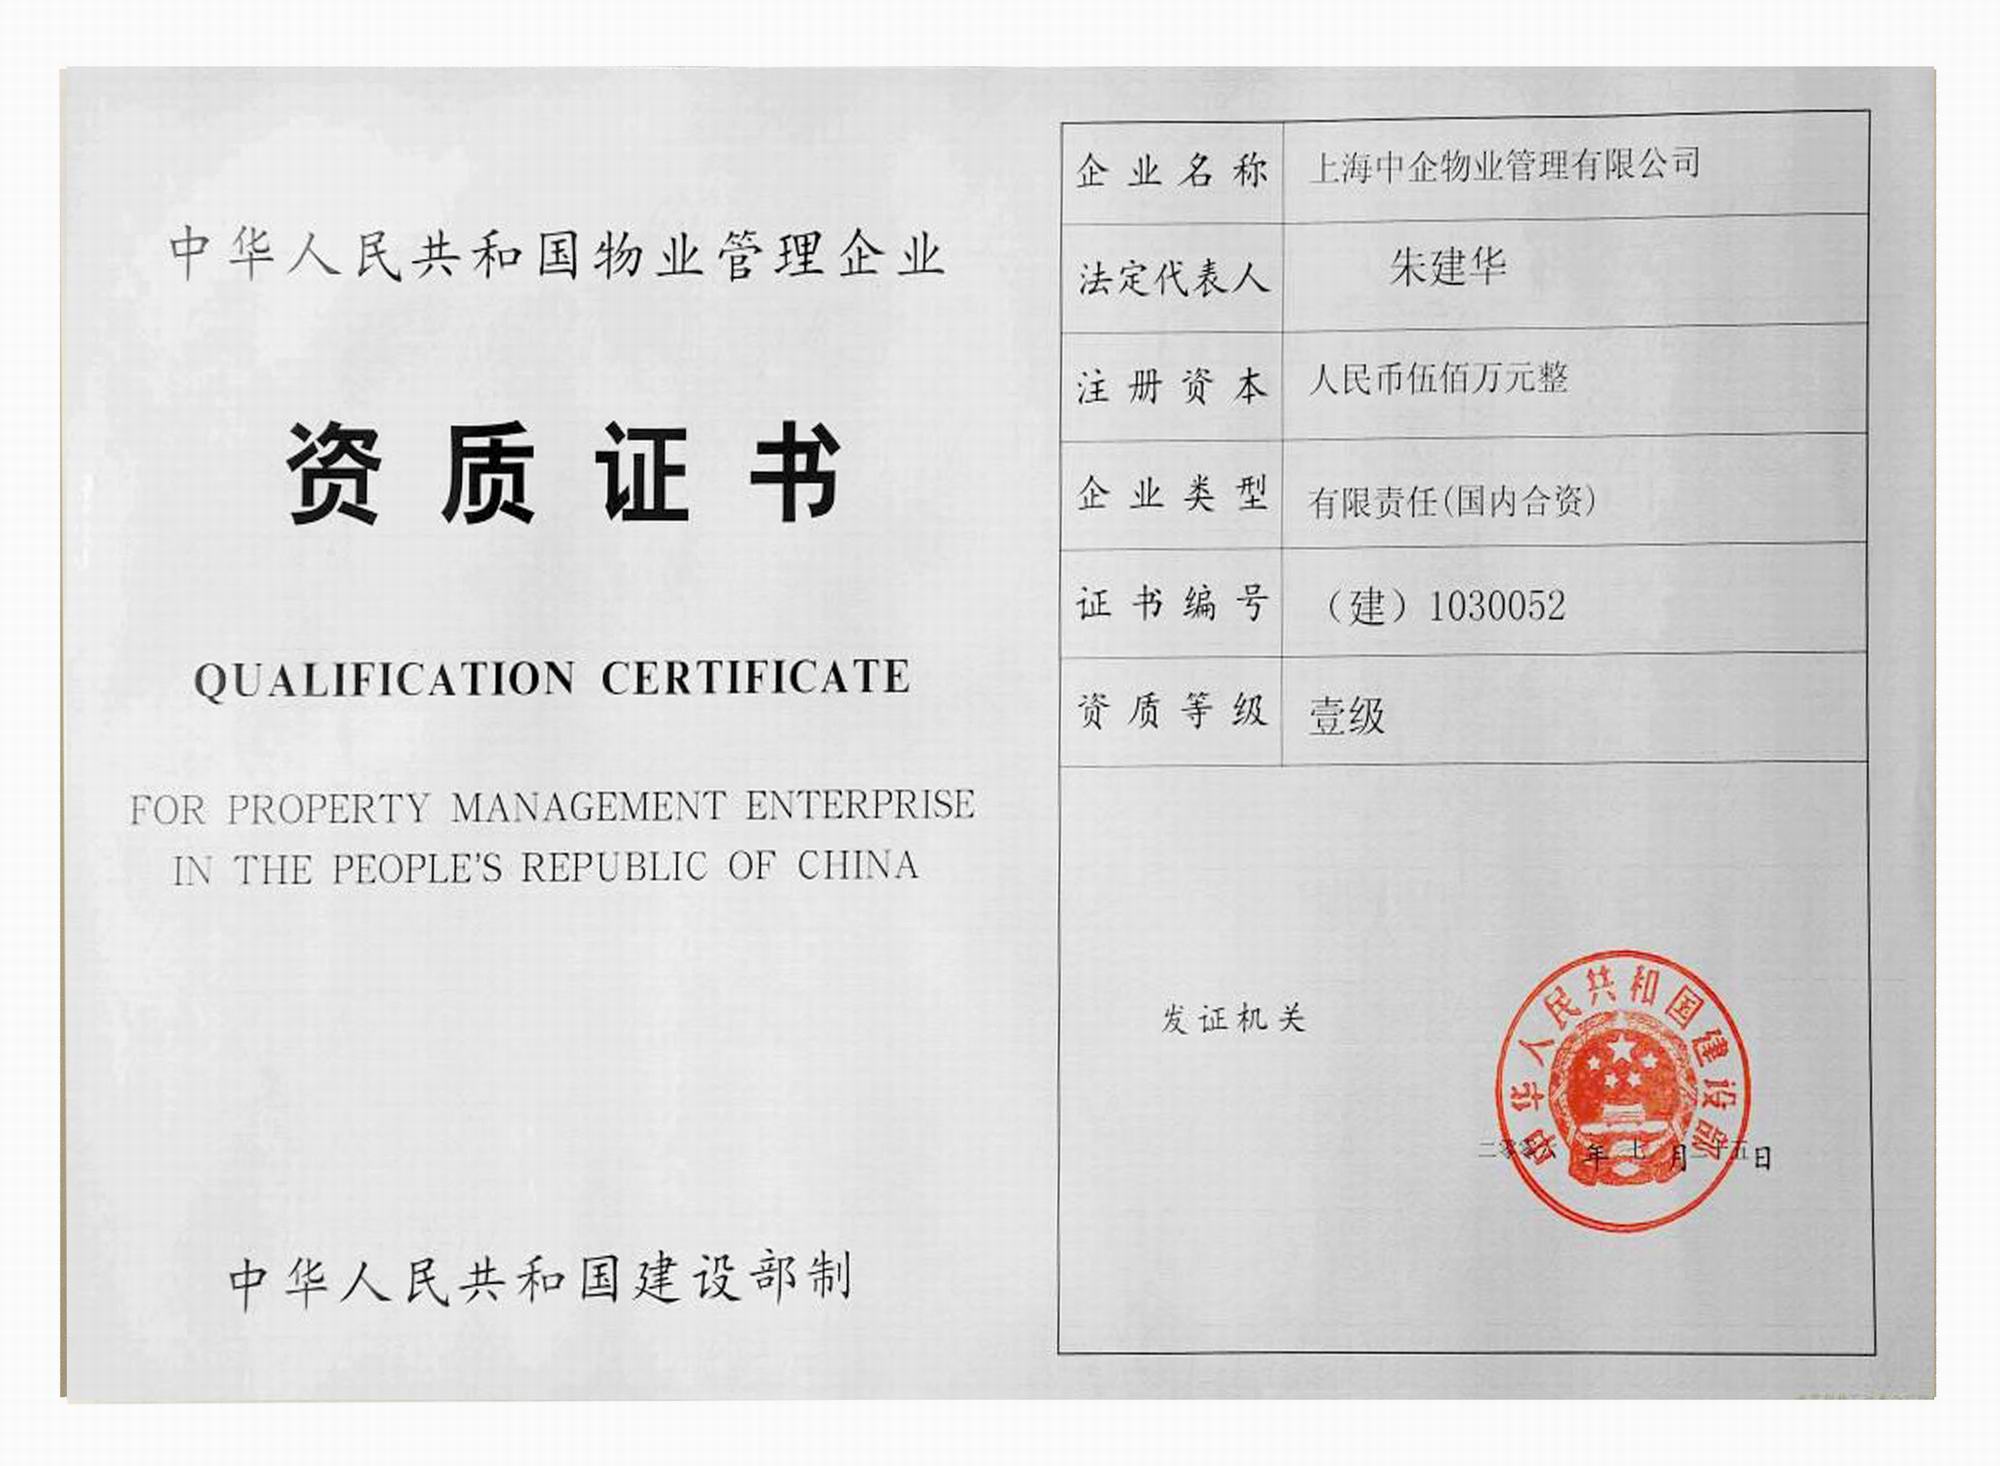 中华人民共和国物业管理企业
资质证书
QUALIFICATION CERTIFICATE
FOR PROPERTY MANAGEMENT ENTERPRISE
IN THE PEOPLE'S REPUBLIC OF CHINA
中华人民共和国建设部制
企业名称 上海中企物业管理有限公司
法定代表人 朱建华
注册资本 人民币伍佰万元整
企业类型 有限责任(国内合资)
证书编号 （建）1030052
资质等级 壹级
发证机关
中华人民共和国建设部
年七月 日